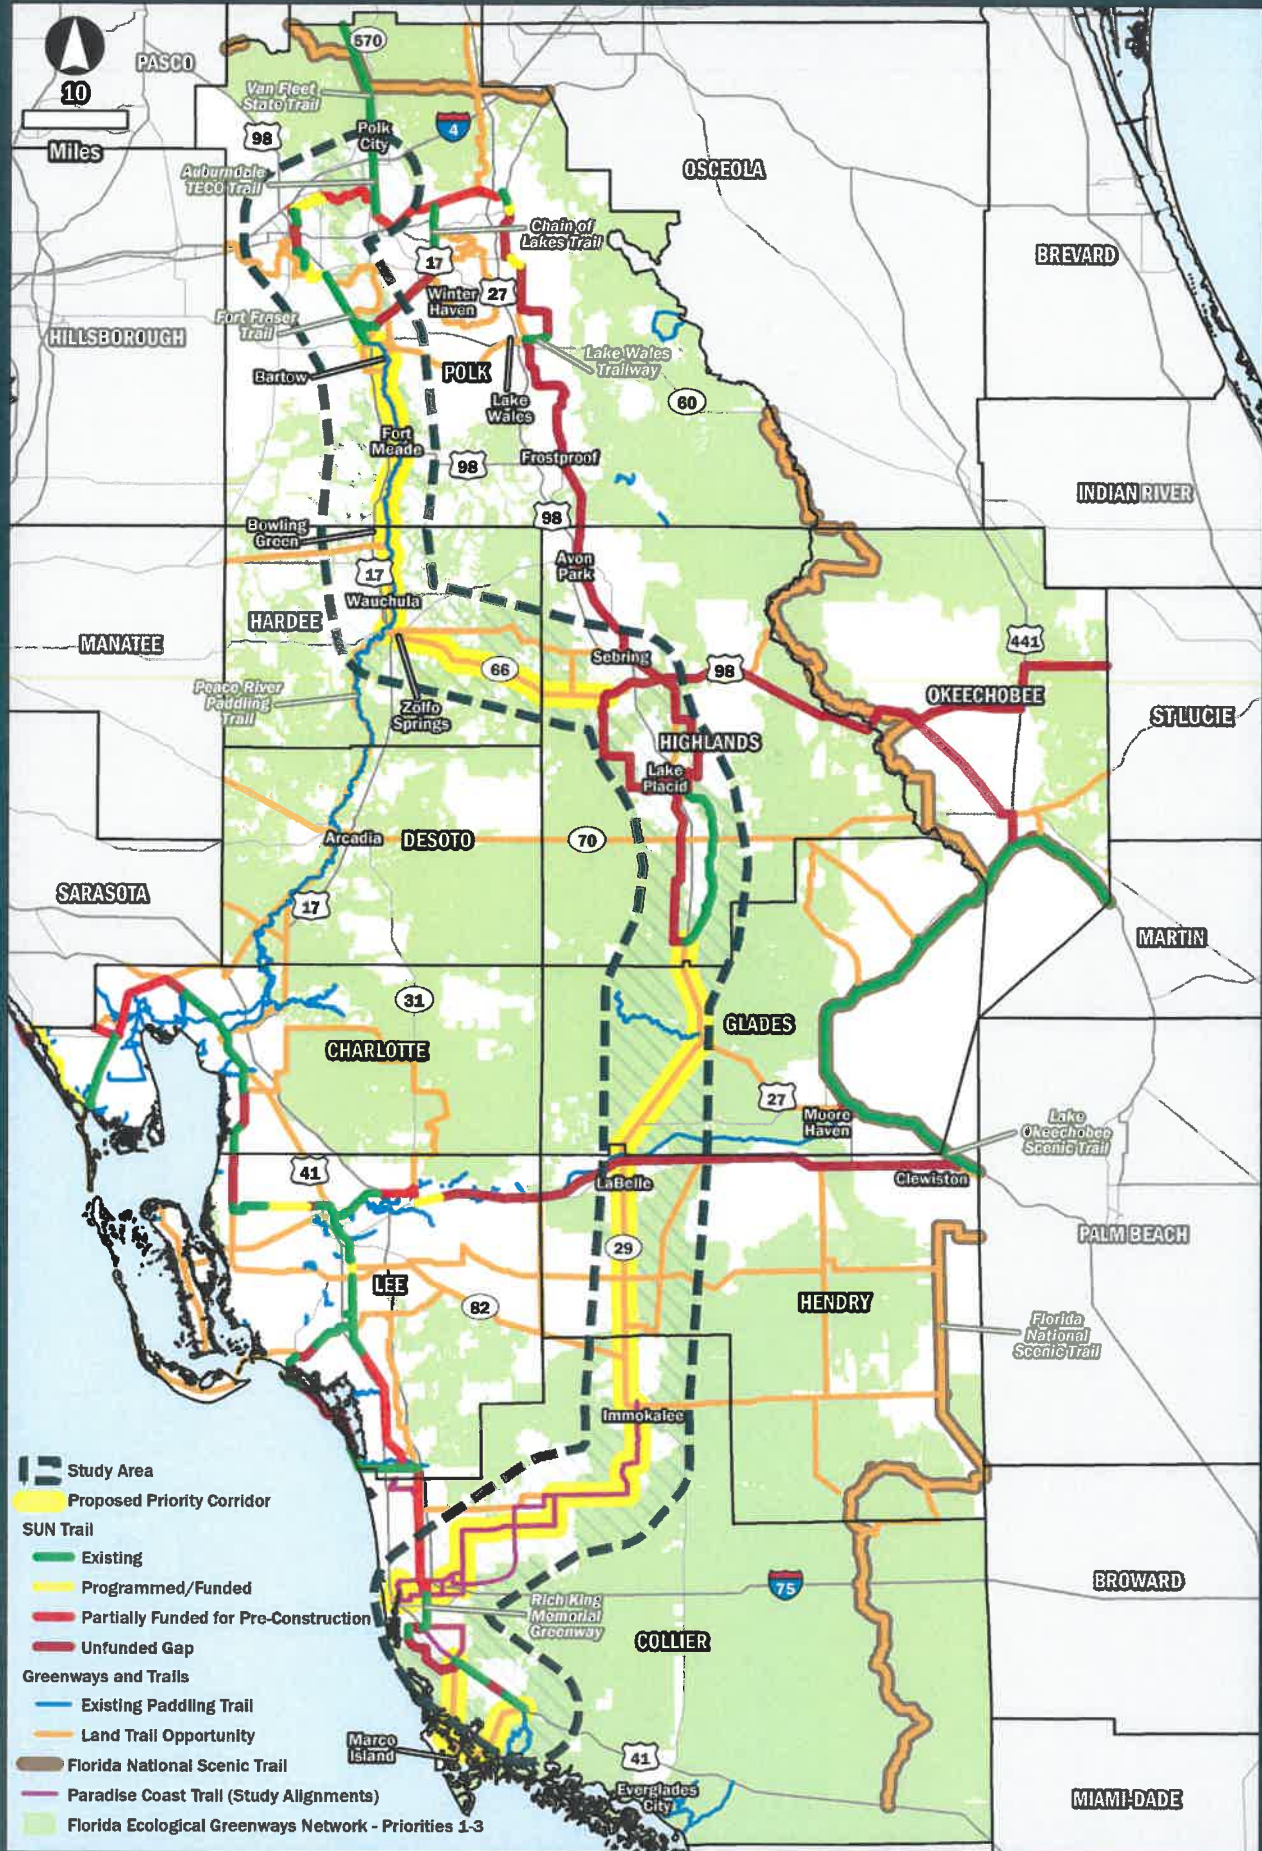 10
Miles
PASCO
570
Van Fleet
State Trail
98
Polk
City
4
Auburndale
TECO Trail
OSCEOLA
Chain of
Lakes Trail
BREVARD
17
Winter
Haven
27
Fort Fraser
Trail
HILLSBOROUGH
Lake Wales
Trailway
Bartow
POLK
Lake
Wales
60
Fort
Meade
98
Frostproof
INDIAN RIVER
98
Bowling
Green
Avon
Park
17
Wauchula
HARDEE
MANATEE
441
Sebring
66
98
Peace River
Paddling
Trail
Zolfo
Springs
OKEECHOBEE
ST LUCIE
HIGHLANDS
Lake
Placid
Arcadia
DESOTO
70
SARASOTA
17
MARTIN
31
GLADES
CHARLOTTE
27
Moore
Haven
Lake
Okeechobee
Scenic Trail
41
LaBelle
Clewiston
PALM BEACH
29
LEE
82
HENDRY
Florida
National
Scenic Trail
Immokalee
Study Area
Proposed Priority Corridor
SUN Trail
Existing
Programmed/Funded
Partially Funded for Pre-Construction
Unfunded Gap
Greenways and Trails
Existing Paddling Trail
Land Trail Opportunity
Florida National Scenic Trail
Paradise Coast Trail (Study Alignments)
Florida Ecological Greenways Network - Priorities 1-3
75
BROWARD
Rich King
Memorial
Greenway
COLLIER
Marco
Island
41
Everglades
City
MIAMI-DADE